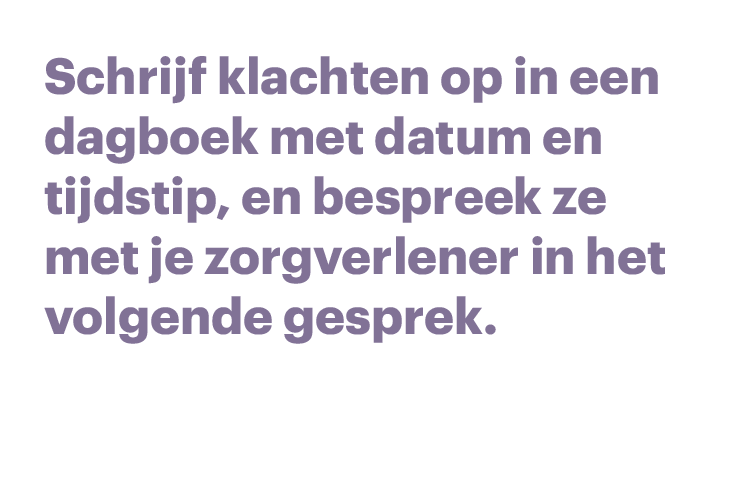 Schrijf klachten op in een
dagboek met datum en
tijdstip, en bespreek ze
met je zorgverlener in het
volgende gesprek.